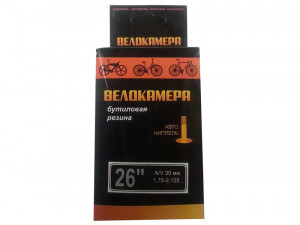 ВЕЛОКАМЕРА
ВЕЛОКАМЕРА
бутиловая
резина
АВТО
НИППЕЛЬ
26"
A/V 35 мм
1,75-2,125